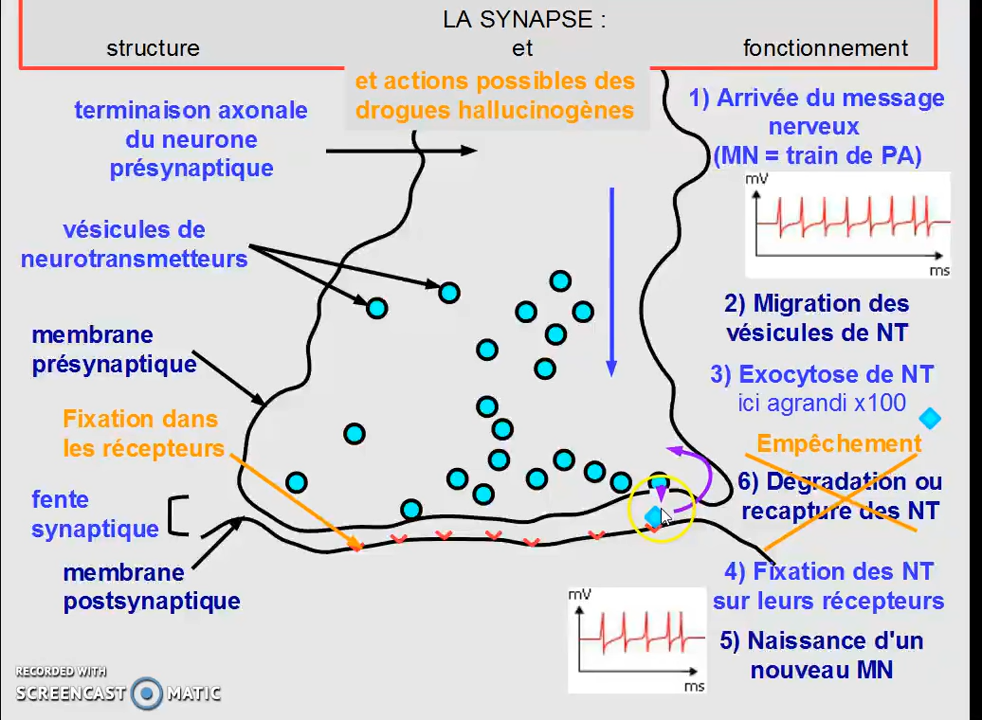 LA SYNAPSE :
structure
et
fonctionnement
et actions possibles des
drogues hallucinogènes
terminaison axonale
du neurone
présynaptique
vésicules de
neurotransmetteurs
membrane
présynaptique
Fixation dans
les récepteurs
fente
synaptique
membrane
postsynaptique
1) Arrivée du message
nerveux
(MN = train de PA)
mV
ms
2) Migration des
vésicules de NT
3) Exocytose de NT
ici agrandi x100
Empêchement
6) Dégradation ou
recapture des NT
4) Fixation des NT
sur leurs récepteurs
mV
ms
5) Naissance d'un
nouveau MN
RECORDED WITH
SCREENCAST MATIC